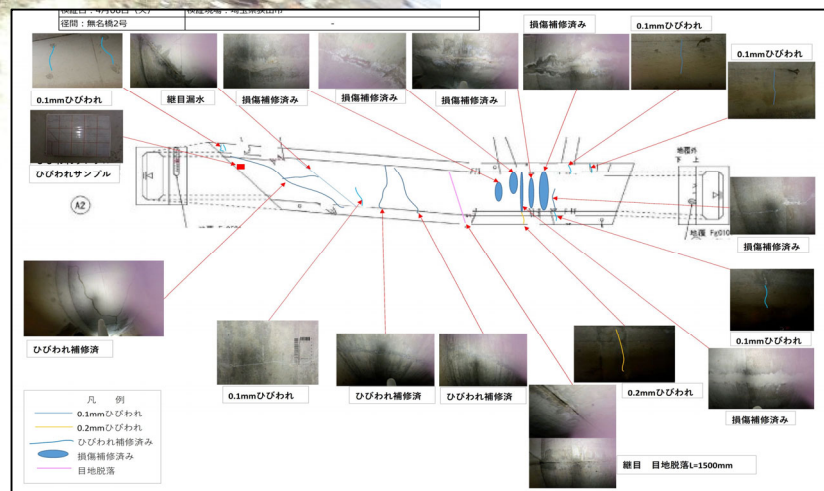 径間：無名橋2号
-
損傷補修済み
0.1mmひびわれ
0.1mmひびわれ
0.1mmひびわれ
継目漏水
損傷補修済み
損傷補修済み
損傷補修済み
ひびわれサンプル
A2
地覆外
下 上
地覆
損傷補修済み
0.1mmひびわれ
ひびわれ補修済
0.1mmひびわれ
ひびわれ補修済
ひびわれ補修済
0.2mmひびわれ
損傷補修済み
継目 目地脱落L=1500mm
凡 例
0.1mmひびわれ
0.2mmひびわれ
ひびわれ補修済み
損傷補修済み
目地脱落